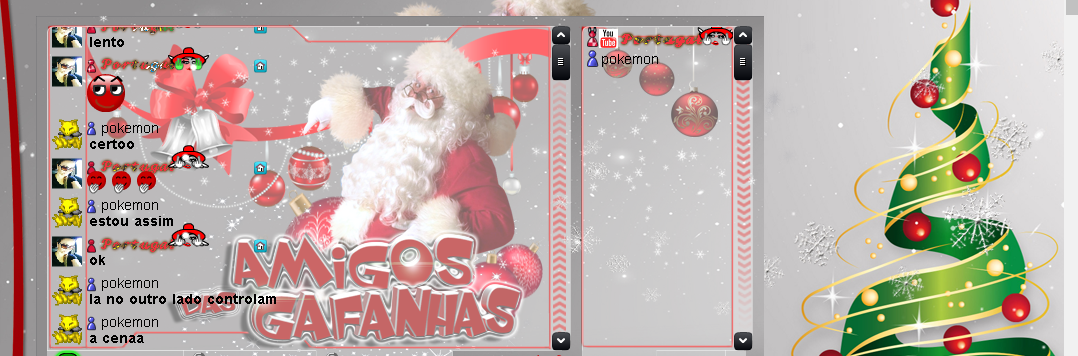 Portugal
lento
Portugal
pokemon
certoo
Portugal
pokemon
estou assim
Portugal
ok
pokemon
la no outro lado controlam
pokemon
a cenaa
AMiGOS
DAS
GAFANHAS
You
Tube
Portugal
pokemon